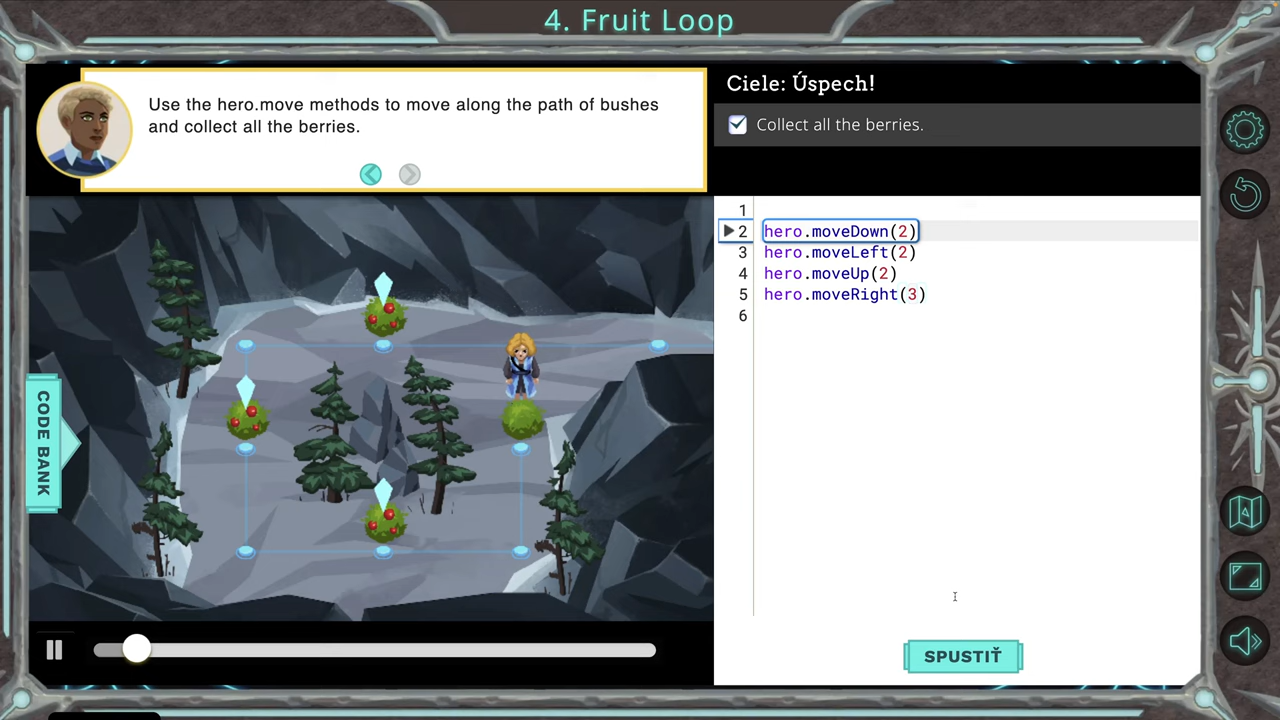 4. Fruit Loop
Use the hero.move methods to move along the path of bushes
and collect all the berries.
Ciele: Úspech!
Collect all the berries.
1
2 hero.moveDown(2)
3 hero.moveLeft(2)
4 hero.moveUp(2)
5 hero.moveRight(3)
6
CODE BANK
SPUSTIŤ